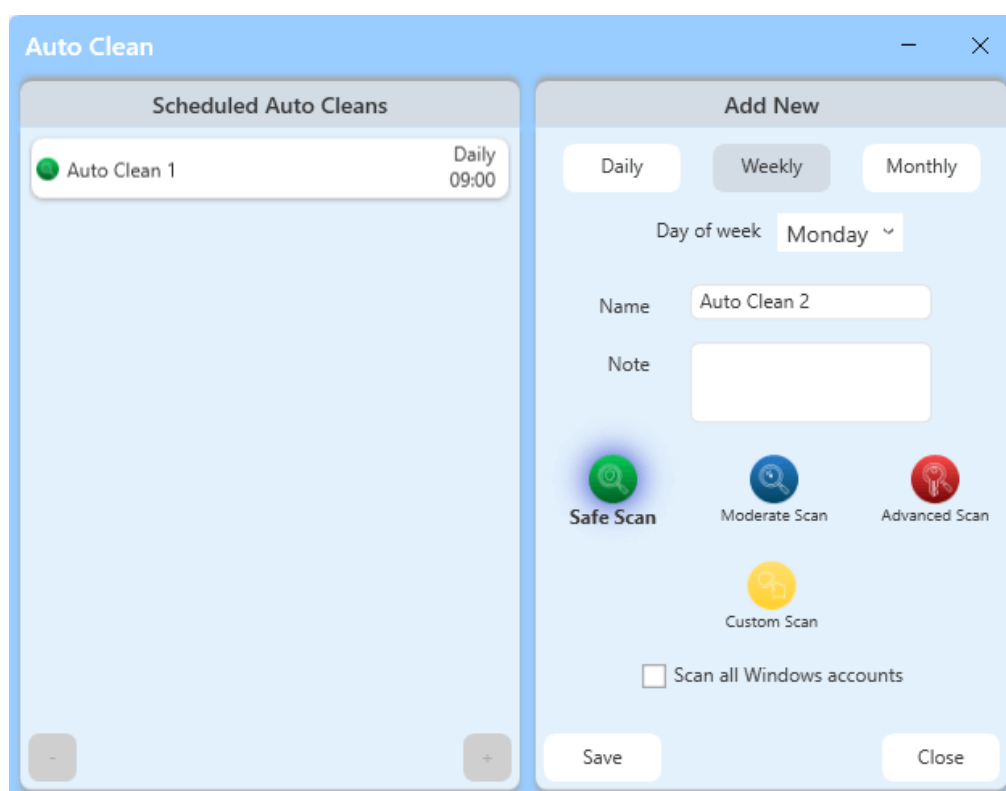 Auto Clean
Scheduled Auto Cleans
Auto Clean 1
Daily
09:00
-
+
Add New
Daily Weekly Monthly
Day of week Monday
Name Auto Clean 2
Note
Safe Scan Moderate Scan Advanced Scan
Custom Scan
Scan all Windows accounts
Save Close